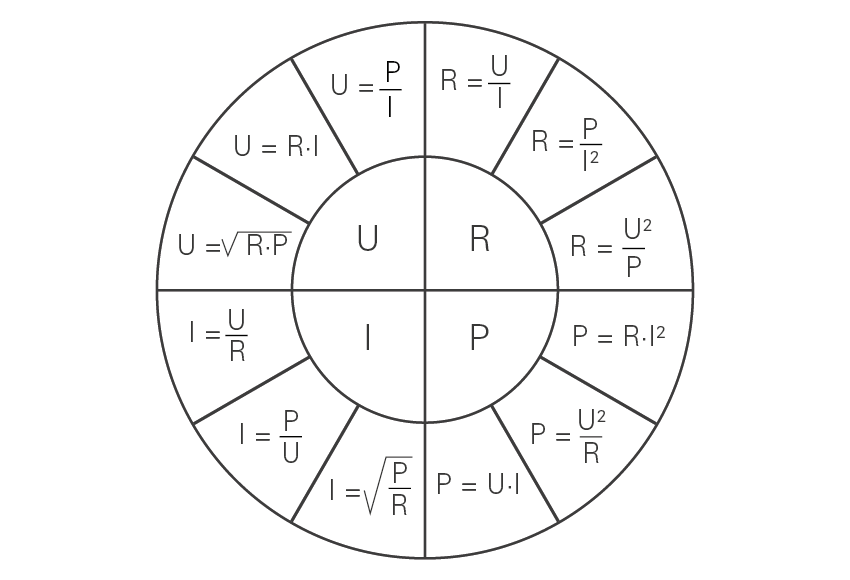 U = P/I
R = U/I
U = R·I
R = P/I²
U =√R·P
R = U²/P
U
R
I
P
I = U/R
P = R·I²
I = P/U
P = U²/R
I =√P/R
P = U·I